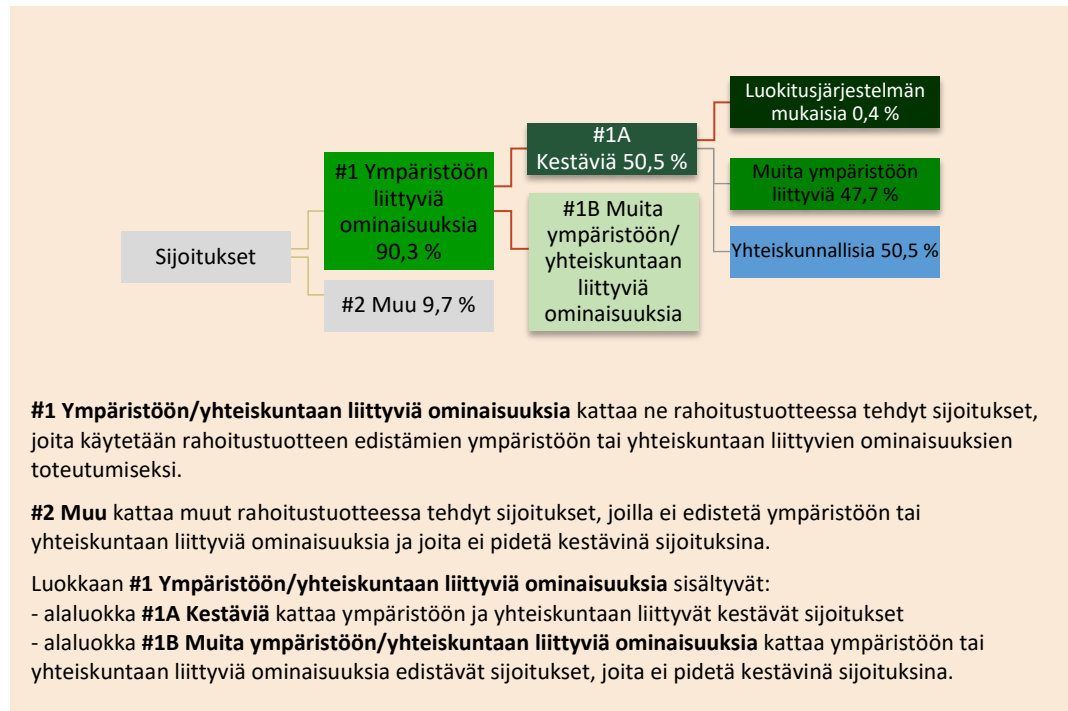 Luokitusjärjestelmän
mukaisia 0,4 %
#1A
Kestäviä 50,5 %
#1 Ympäristöön
liittyviä
ominaisuuksia
90,3 %
Muita ympäristöön
liittyviä 47,7 %
#1B Muita
ympäristöön/
yhteiskuntaan
liittyviä
ominaisuuksia
Yhteiskunnallisia 50,5 %
Sijoitukset
#2 Muu 9,7 %
#1 Ympäristöön/yhteiskuntaan liittyviä ominaisuuksia kattaa ne rahoitustuotteessa tehdyt sijoitukset,
joita käytetään rahoitustuotteen edistämien ympäristöön tai yhteiskuntaan liittyvien ominaisuuksien
toteutumiseksi.
#2 Muu kattaa muut rahoitustuotteessa tehdyt sijoitukset, joilla ei edistetä ympäristöön tai
yhteiskuntaan liittyviä ominaisuuksia ja joita ei pidetä kestävinä sijoituksina.
Luokkaan #1 Ympäristöön/yhteiskuntaan liittyviä ominaisuuksia sisältyvät:
- alaluokka #1A Kestäviä kattaa ympäristöön ja yhteiskuntaan liittyvät kestävät sijoitukset
- alaluokka #1B Muita ympäristöön/yhteiskuntaan liittyviä ominaisuuksia kattaa ympäristöön tai
yhteiskuntaan liittyviä ominaisuuksia edistävät sijoitukset, joita ei pidetä kestävinä sijoituksina.